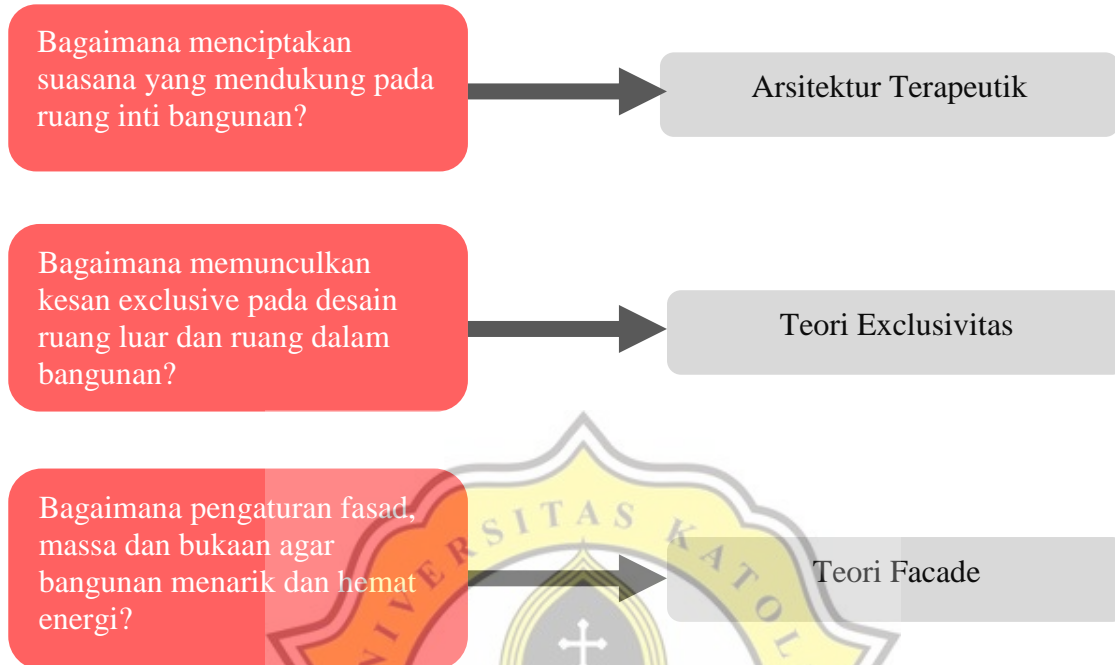 Bagaimana menciptakan
suasana yang mendukung pada
ruang inti bangunan?
Arsitektur Terapeutik
Bagaimana memunculkan
kesan exclusive pada desain
ruang luar dan ruang dalam
bangunan?
Teori Exclusivitas
Bagaimana pengaturan fasad,
massa dan bukaan agar
bangunan menarik dan hemat
energi?
Teori Facade